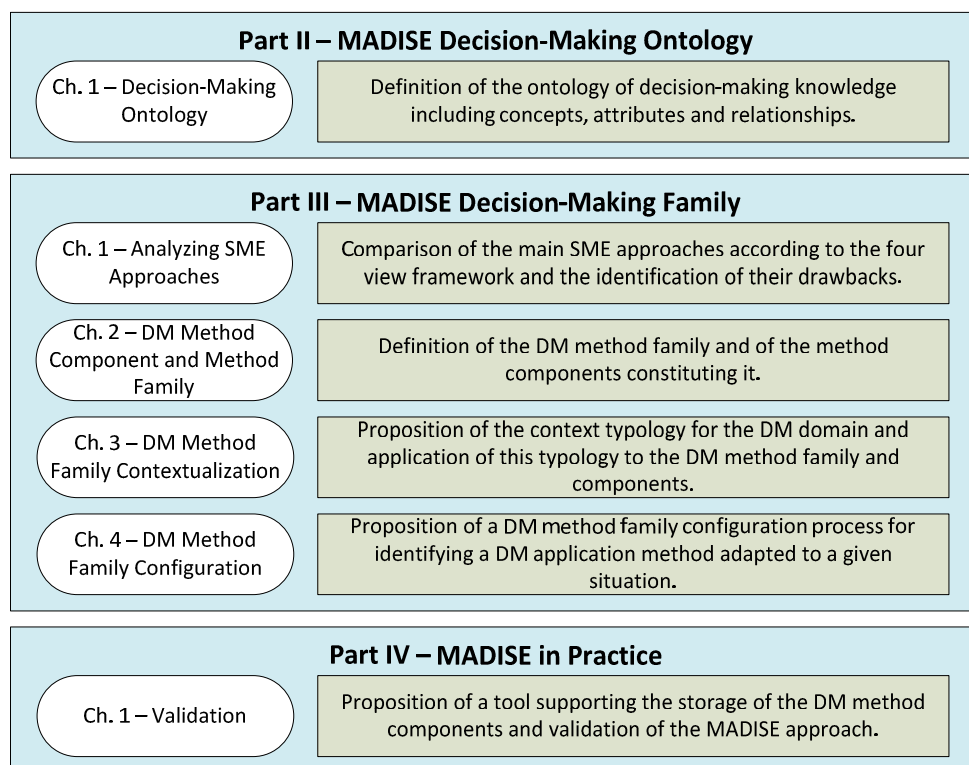 Part II – MADISE Decision-Making Ontology
Ch. 1 – Decision-Making
Ontology
Definition of the ontology of decision-making knowledge
including concepts, attributes and relationships.
Part III – MADISE Decision-Making Family
Ch. 1 – Analyzing SME
Approaches
Comparison of the main SME approaches according to the four
view framework and the identification of their drawbacks.
Ch. 2 – DM Method
Component and Method
Family
Definition of the DM method family and of the method
components constituting it.
Ch. 3 – DM Method
Family Contextualization
Proposition of the context typology for the DM domain and
application of this typology to the DM method family and
components.
Ch. 4 – DM Method
Family Configuration
Proposition of a DM method family configuration process for
identifying a DM application method adapted to a given
situation.
Part IV – MADISE in Practice
Ch. 1 – Validation
Proposition of a tool supporting the storage of the DM method
components and validation of the MADISE approach.